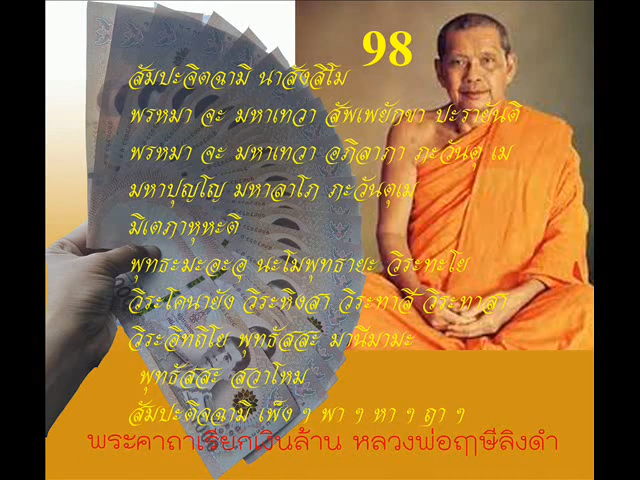 98
สัมปะจิตฉามิ นาสังสิโม
พรหมา จะ มหาเทวา สัพเพยักขา ปะรายันติ
พรหมา จะ มหาเทวา อภิลาภา ภะวันตุ เม
มหาปุญโญ มหาลาโภ ภะวันตุเม
มิเตภาหุหะติ
พุทธะมะอะอุ นะโมพุทธายะ วิระทะโย
วิระโคนายัง วิระหิงสา วิระทาสี วิระทาสา
วิระอิทถิโย พุทธัสสะ มานีมามะ
พุทธัสสะ สวาโหม
สัมปะติจฉามิ เพ็ง ๆ พา ๆ หา ๆ ฤา ๆ
พระคาถาเรียกเงินล้าน หลวงพ่อฤาษีลิงดำ